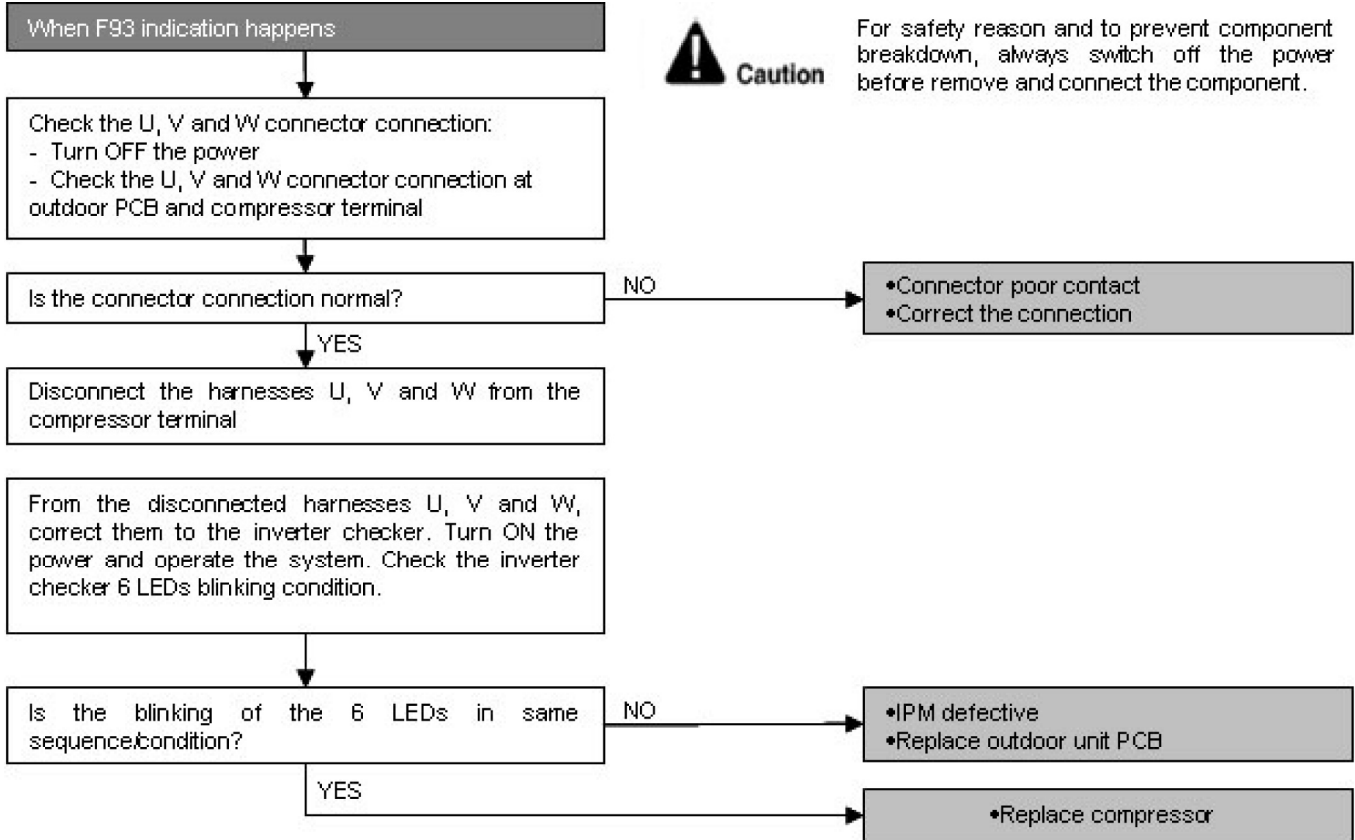 When F93 indication happens
Caution
For safety reason and to prevent component
breakdown, always switch off the power
before remove and connect the component.
Check the U, V and W connector connection:
- Turn OFF the power
- Check the U, V and W connector connection at
outdoor PCB and compressor terminal
Is the connector connection normal?
NO
•Connector poor contact
•Correct the connection
YES
Disconnect the harnesses U, V and W from the
compressor terminal
From the disconnected harnesses U, V and W,
correct them to the inverter checker. Turn ON the
power and operate the system. Check the inverter
checker 6 LEDs blinking condition.
Is the blinking of the 6 LEDs in same
sequence/condition?
NO
•IPM defective
•Replace outdoor unit PCB
YES
•Replace compressor